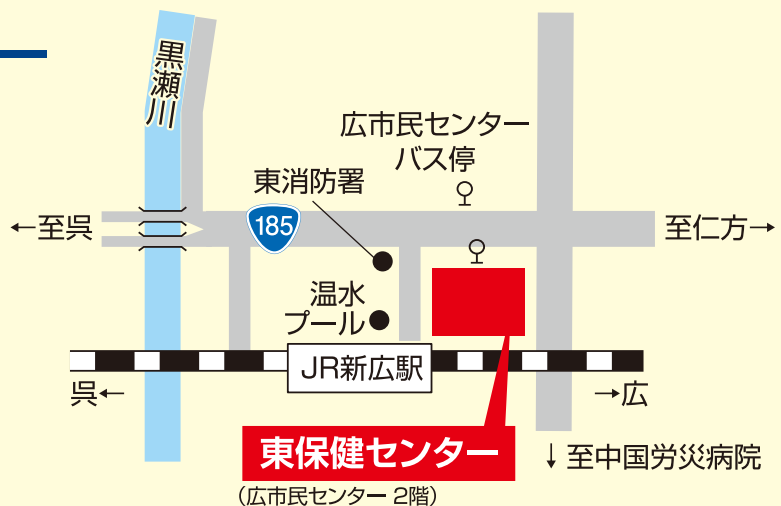 黒瀬川
広市民センター
バス停
東消防署
←至呉
185
至仁方→
温水
プール
JR新広駅
呉←
→広
東保健センター
(広市民センター 2階)
↓至中国労災病院